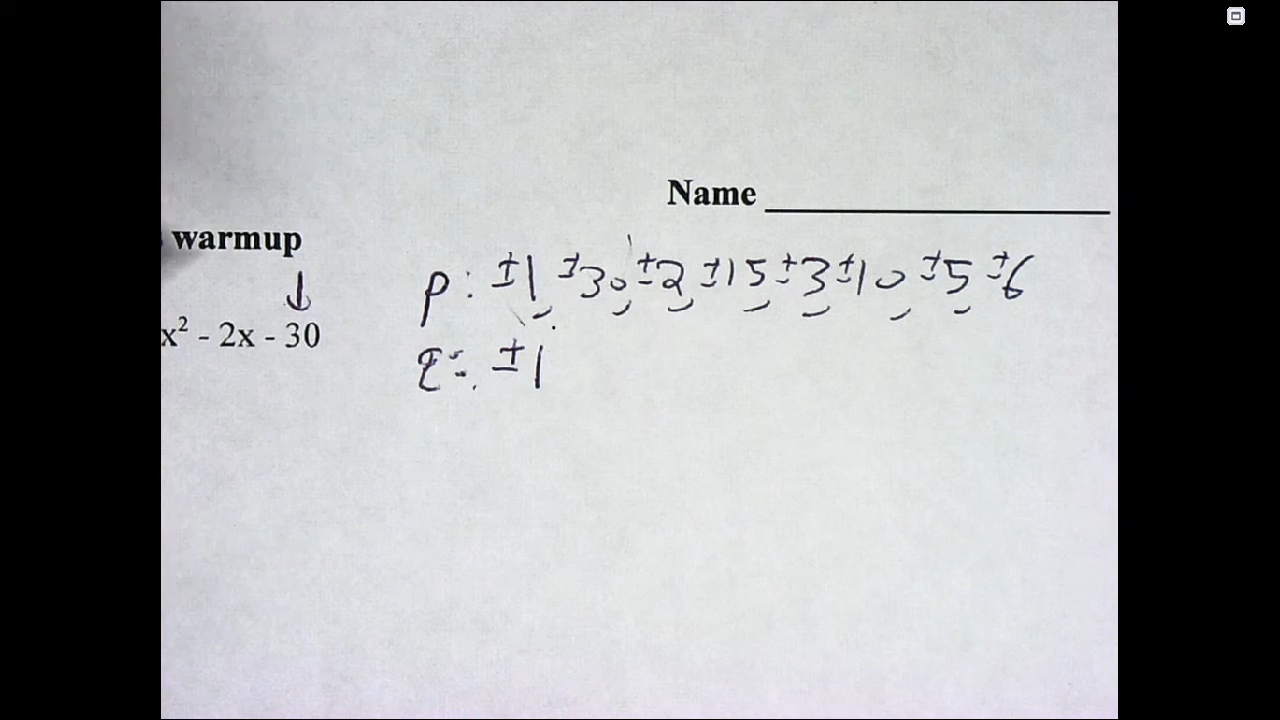 Name
warmup
p: ±1 ±30 ±2 ±15 ±3 ±10 ±5 ±6
x² - 2x - 30
q: ±1